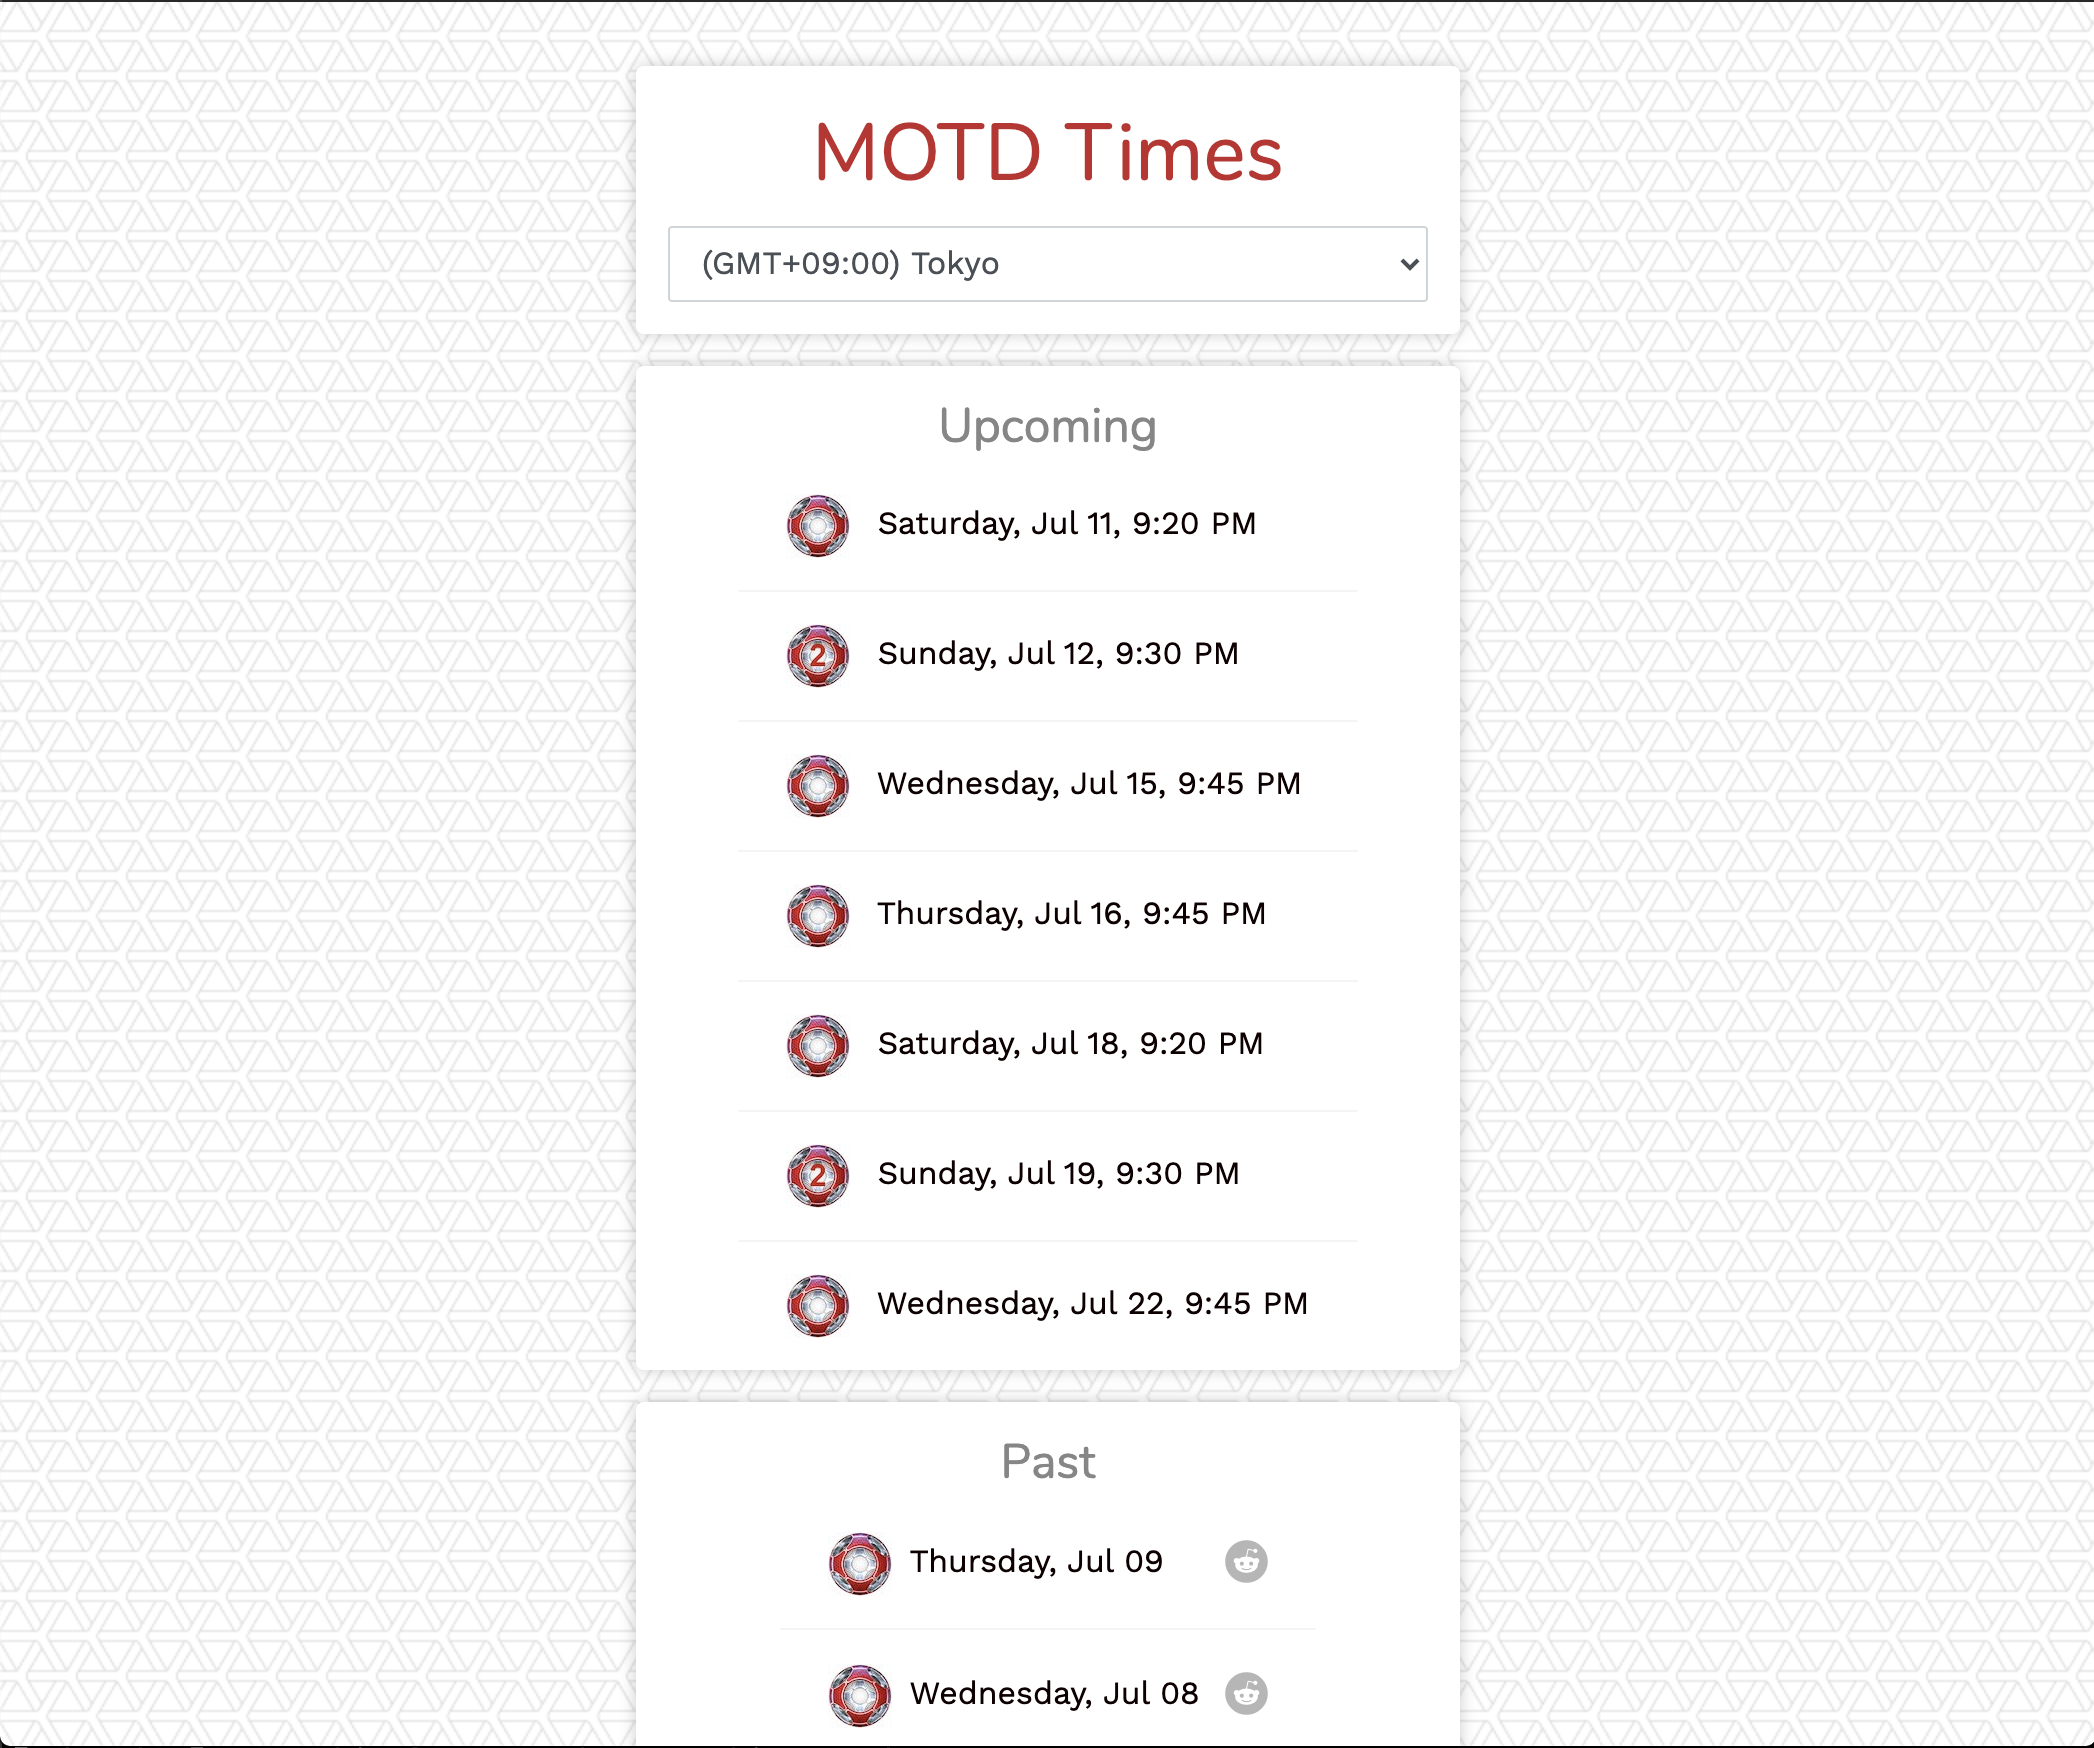 MOTD Times
(GMT+09:00) Tokyo
Upcoming
Saturday, Jul 11, 9:20 PM
2 Sunday, Jul 12, 9:30 PM
Wednesday, Jul 15, 9:45 PM
Thursday, Jul 16, 9:45 PM
Saturday, Jul 18, 9:20 PM
2 Sunday, Jul 19, 9:30 PM
Wednesday, Jul 22, 9:45 PM
Past
Thursday, Jul 09
Wednesday, Jul 08